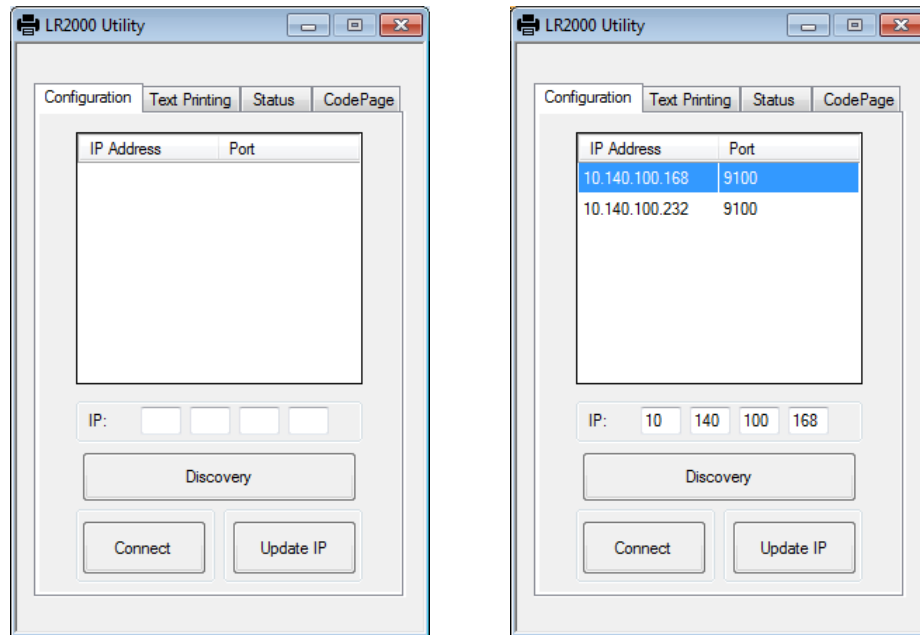 LR2000 Utility
Configuration Text Printing Status CodePage
IP Address Port
IP:
Discovery
Connect Update IP
LR2000 Utility
Configuration Text Printing Status CodePage
IP Address Port
10.140.100.168 9100
10.140.100.232 9100
IP: 10 140 100 168
Discovery
Connect Update IP